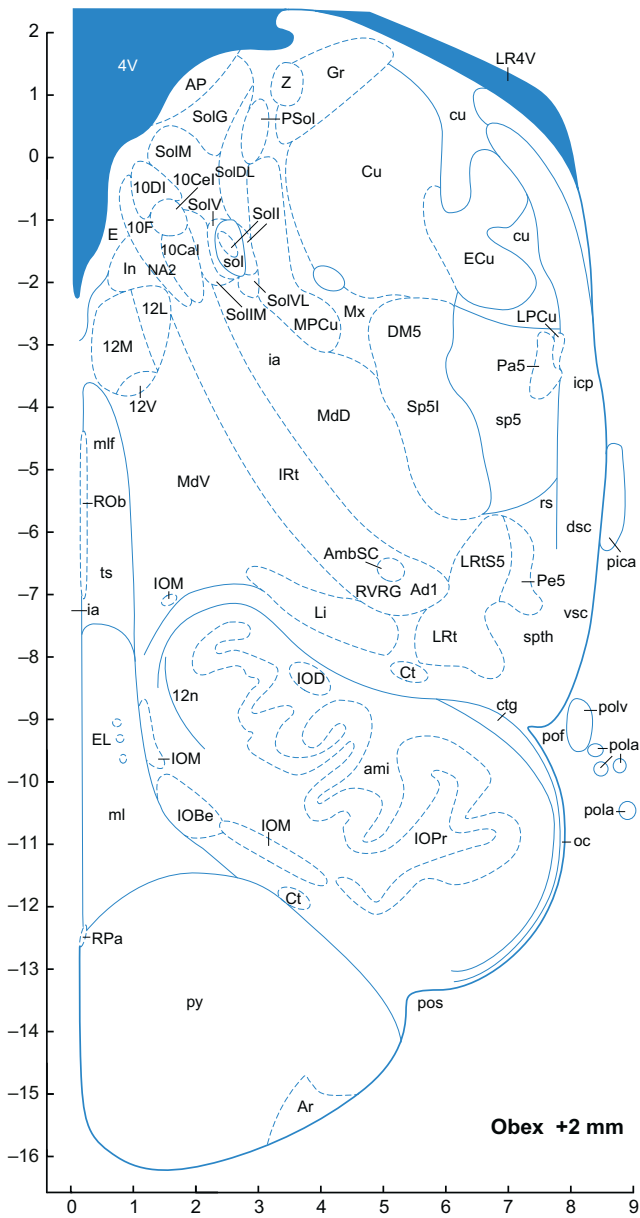 2
LR4V
4V
Gr
AP
Z
1
SolG
PSol
cu
SolM
0
10DI
10CeI
SolDL
Cu
SolV
SolI
-1
E
10F
10CaI
cu
sol
ECu
In
NA2
-2
12L
SolIM
SolVL
MPCu
Mx
LPCu
DM5
-3
12M
ia
Pa5
icp
12V
-4
MdD
Sp5I
sp5
mlf
-5
MdV
IRt
ROb
rs
dsc
-6
AmbSC
LRtS5
pica
ts
IOM
RVRG
Ad1
Pe5
-7
ia
Li
vsc
LRt
spth
-8
Ct
12n
IOD
ctg
polv
-9
EL
pof
IOM
pola
ami
-10
ml
IOBe
IOM
IOPr
pola
oc
-11
-12
Ct
RPa
-13
py
pos
-14
-15
Ar
Obex +2 mm
-16
0 1 2 3 4 5 6 7 8 9